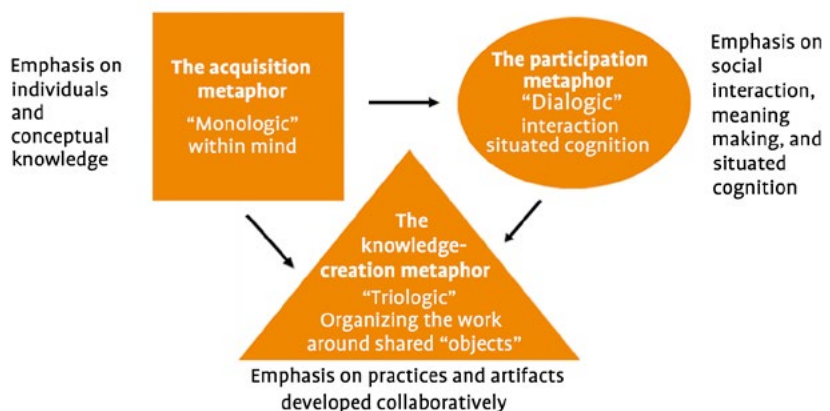 Emphasis on
individuals
and
conceptual
knowledge
The acquisition
metaphor
“Monologic”
within mind
The participation
metaphor
“Dialogic”
interaction
situated cognition
Emphasis on
social
interaction,
meaning
making, and
situated
cognition
The
knowledge-
creation metaphor
“Triologic”
Organizing the work
around shared “objects”
Emphasis on practices and artifacts
developed collaboratively